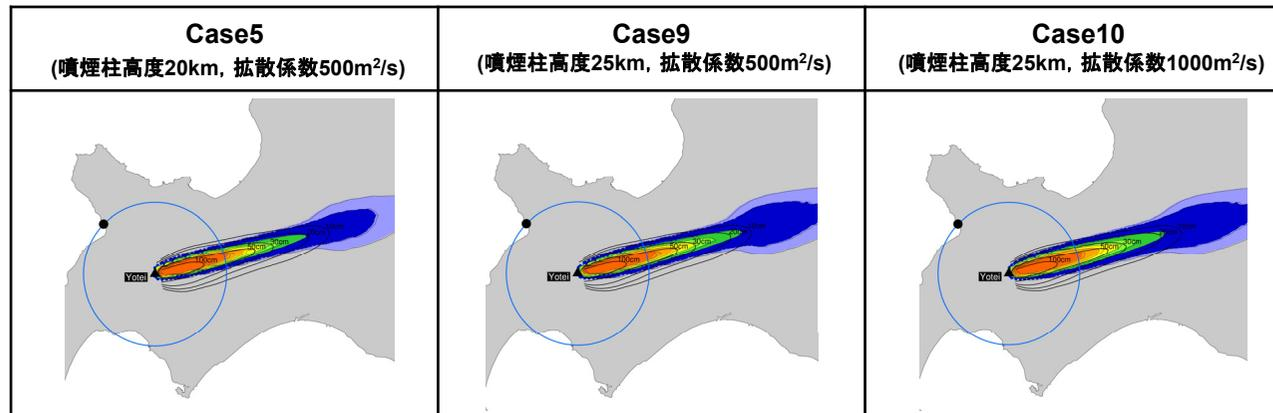 Case5
(噴煙柱高度20km, 拡散係数500m²/s)
Case9
(噴煙柱高度25km, 拡散係数500m²/s)
Case10
(噴煙柱高度25km, 拡散係数1000m²/s)
30cm
50cm
100cm
Yotei
30cm
50cm
100cm
Yotei
30cm
50cm
100cm
Yotei